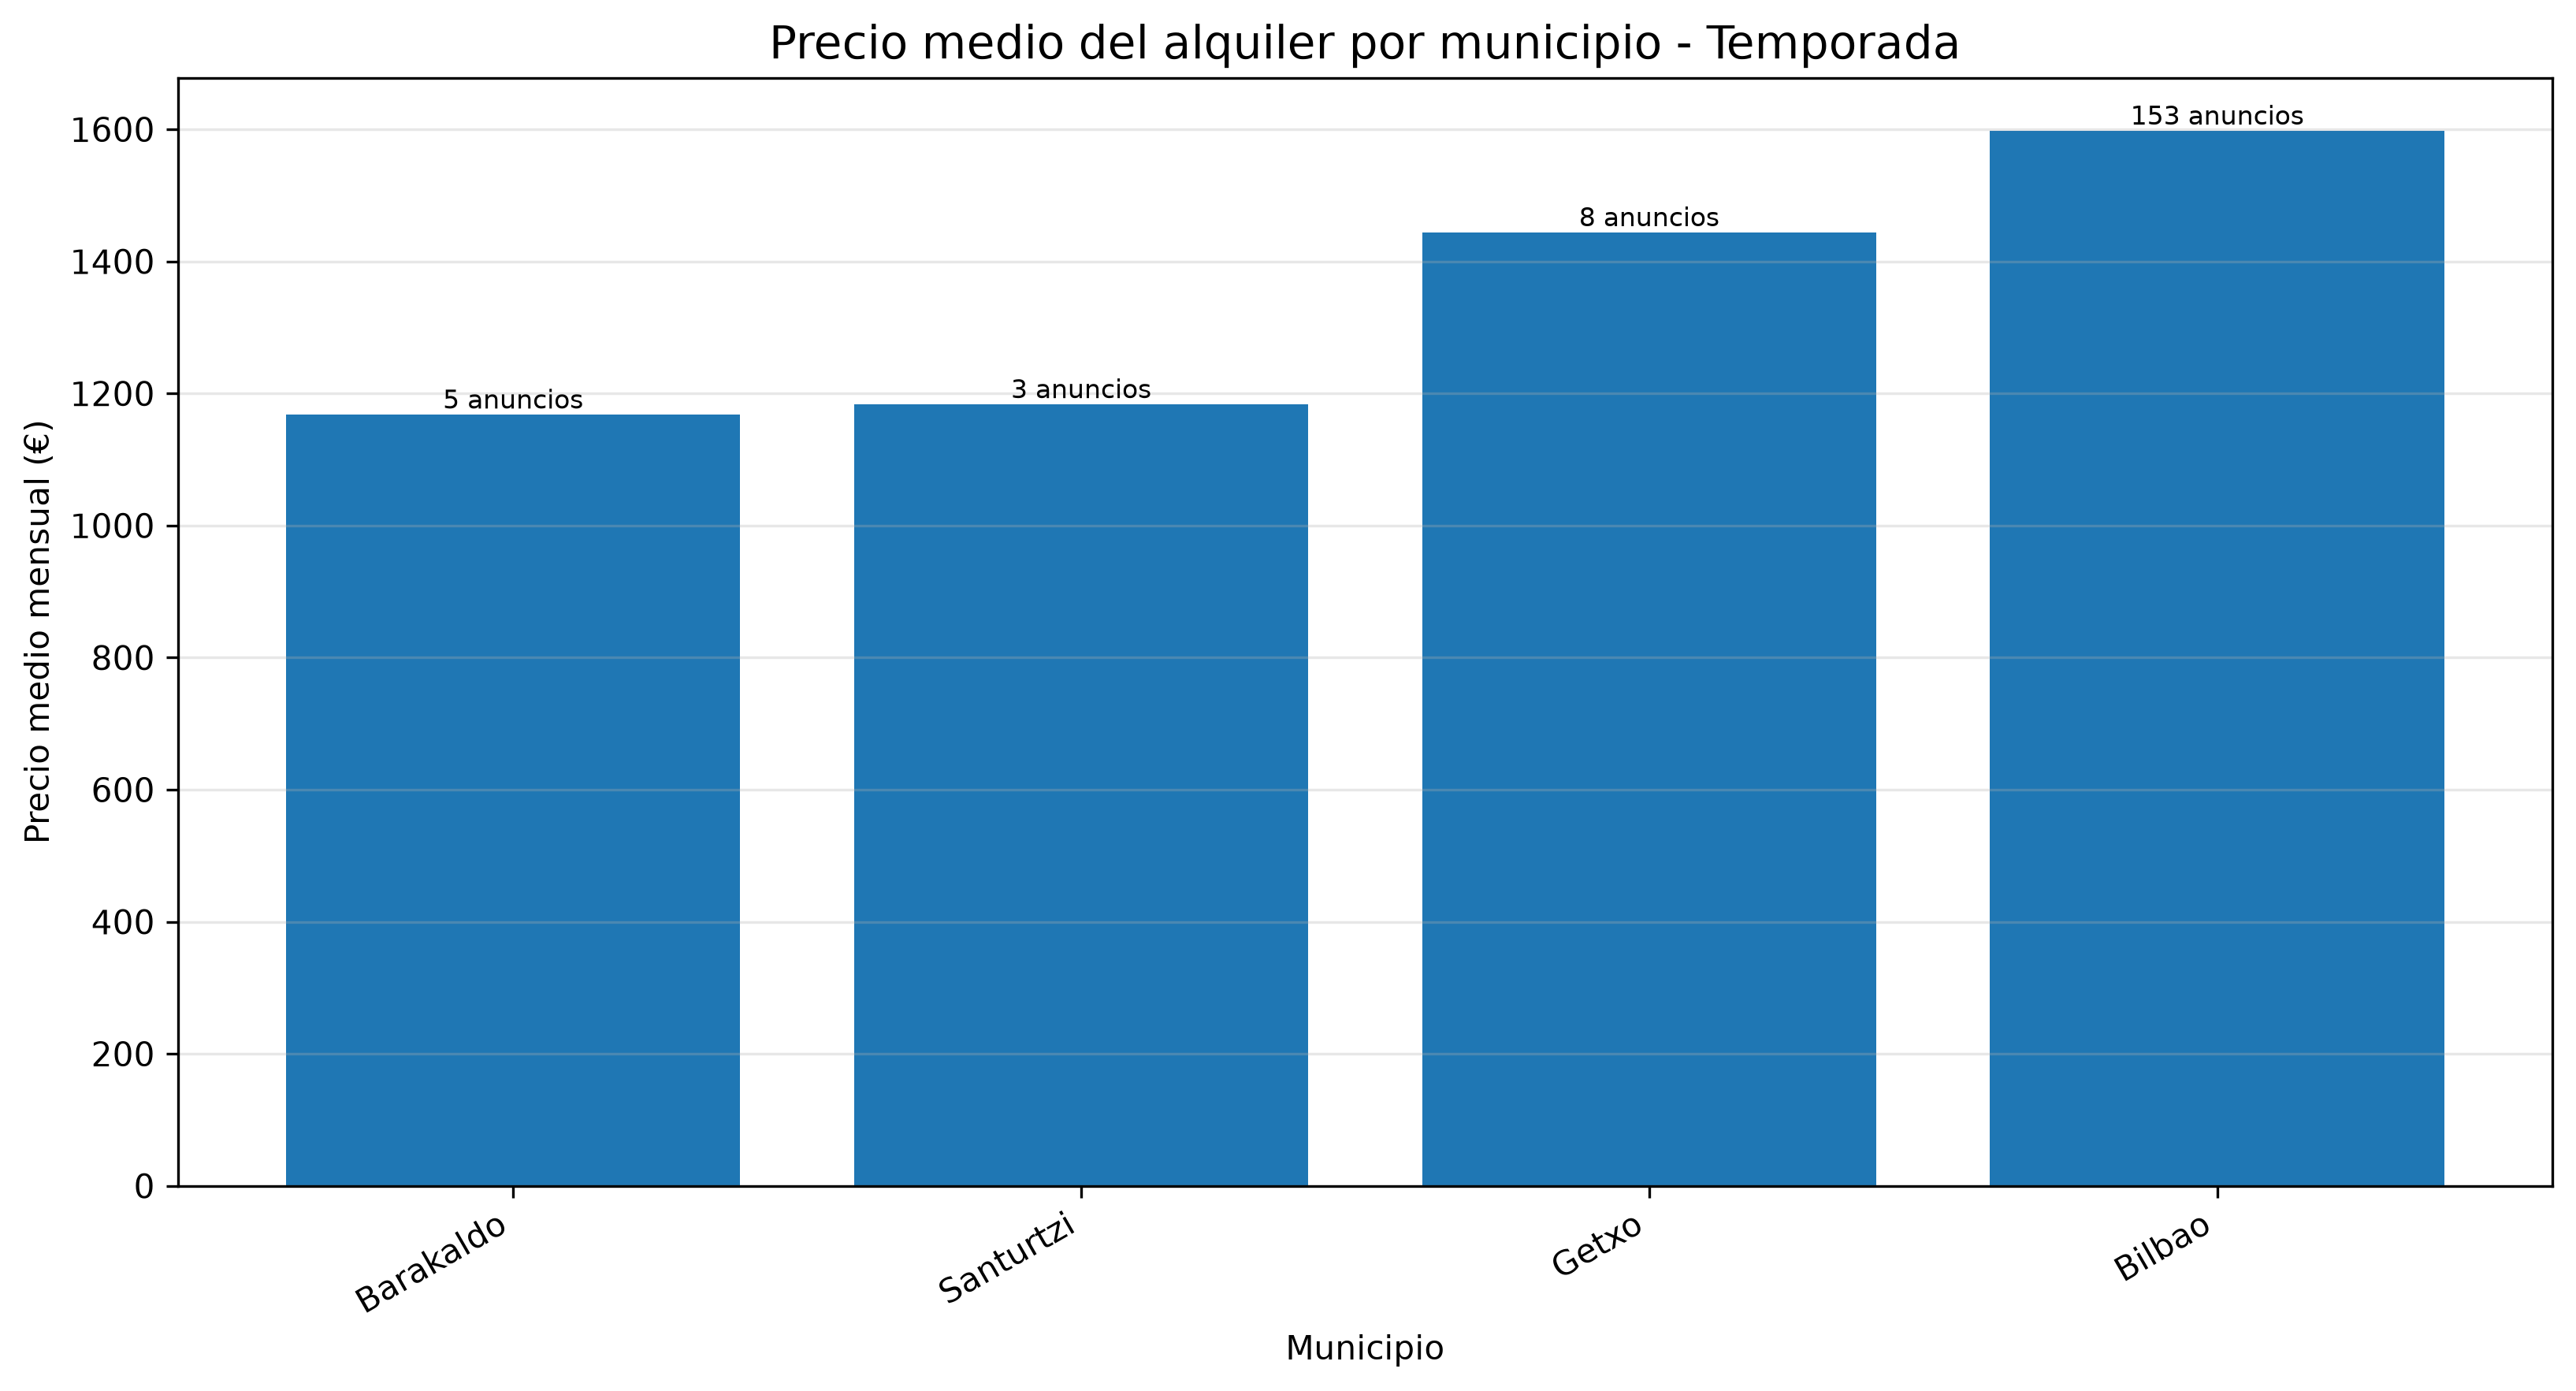 Precio medio del alquiler por municipio - Temporada
Precio medio mensual (€)
1600
1400
1200
1000
800
600
400
200
0
5 anuncios
3 anuncios
8 anuncios
153 anuncios
Barakaldo
Santurtzi
Getxo
Bilbao
Municipio